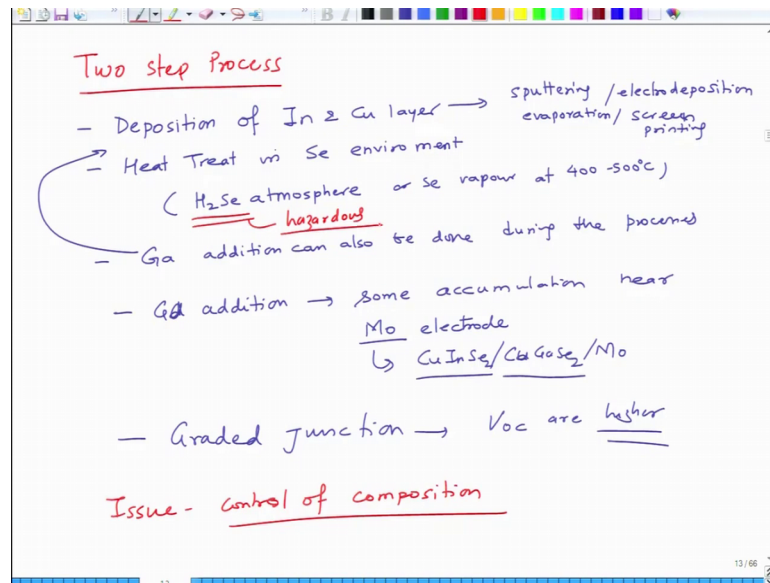 Two step Process
- Deposition of In & Cu layer → sputtering / electrodeposition
evaporation / screen
printing
- Heat Treat in Se enviroment
( H2Se atmosphere or Se vapour at 400-500°C )
hazardous
- Ga addition can also be done during the processes
- Ga addition → some accumulation near
Mo electrode
↳ CuInSe2/CuGaSe2/Mo
- Graded Junction → Voc are higher
Issue - control of composition
13 / 66